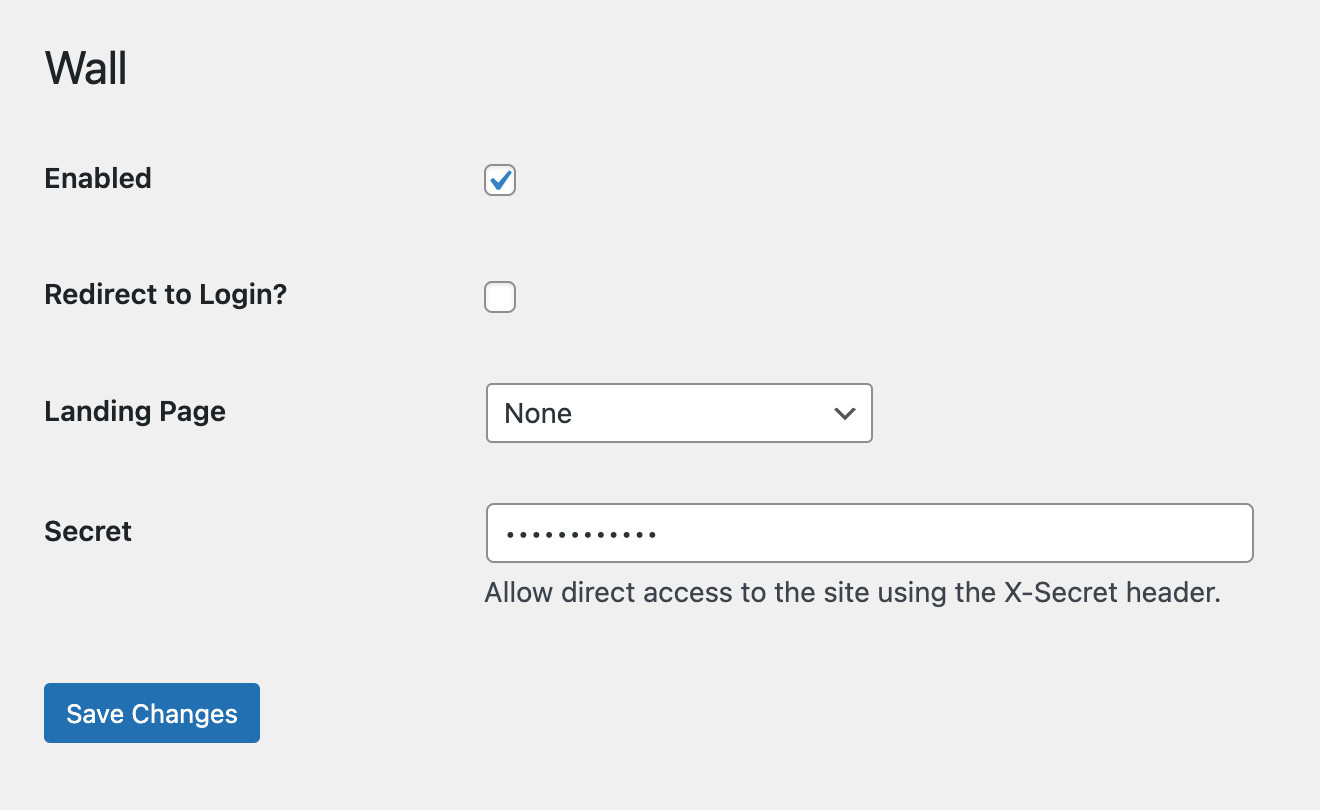 Wall
Enabled
Redirect to Login?
Landing Page
None
Secret
••••••••••••
Allow direct access to the site using the X-Secret header.
Save Changes